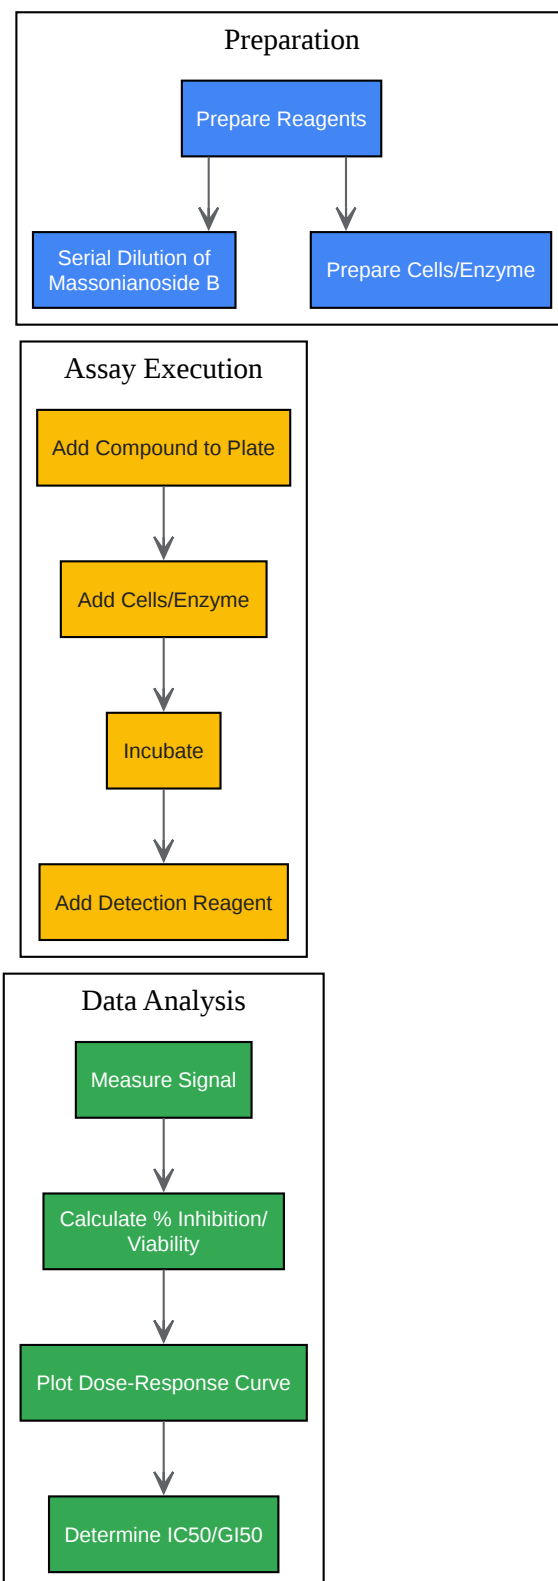 Preparation
Prepare Reagents
Serial Dilution of
Massonianoside B
Prepare Cells/Enzyme
Assay Execution
Add Compound to Plate
Add Cells/Enzyme
Incubate
Add Detection Reagent
Data Analysis
Measure Signal
Calculate % Inhibition/
Viability
Plot Dose-Response Curve
Determine IC50/GI50